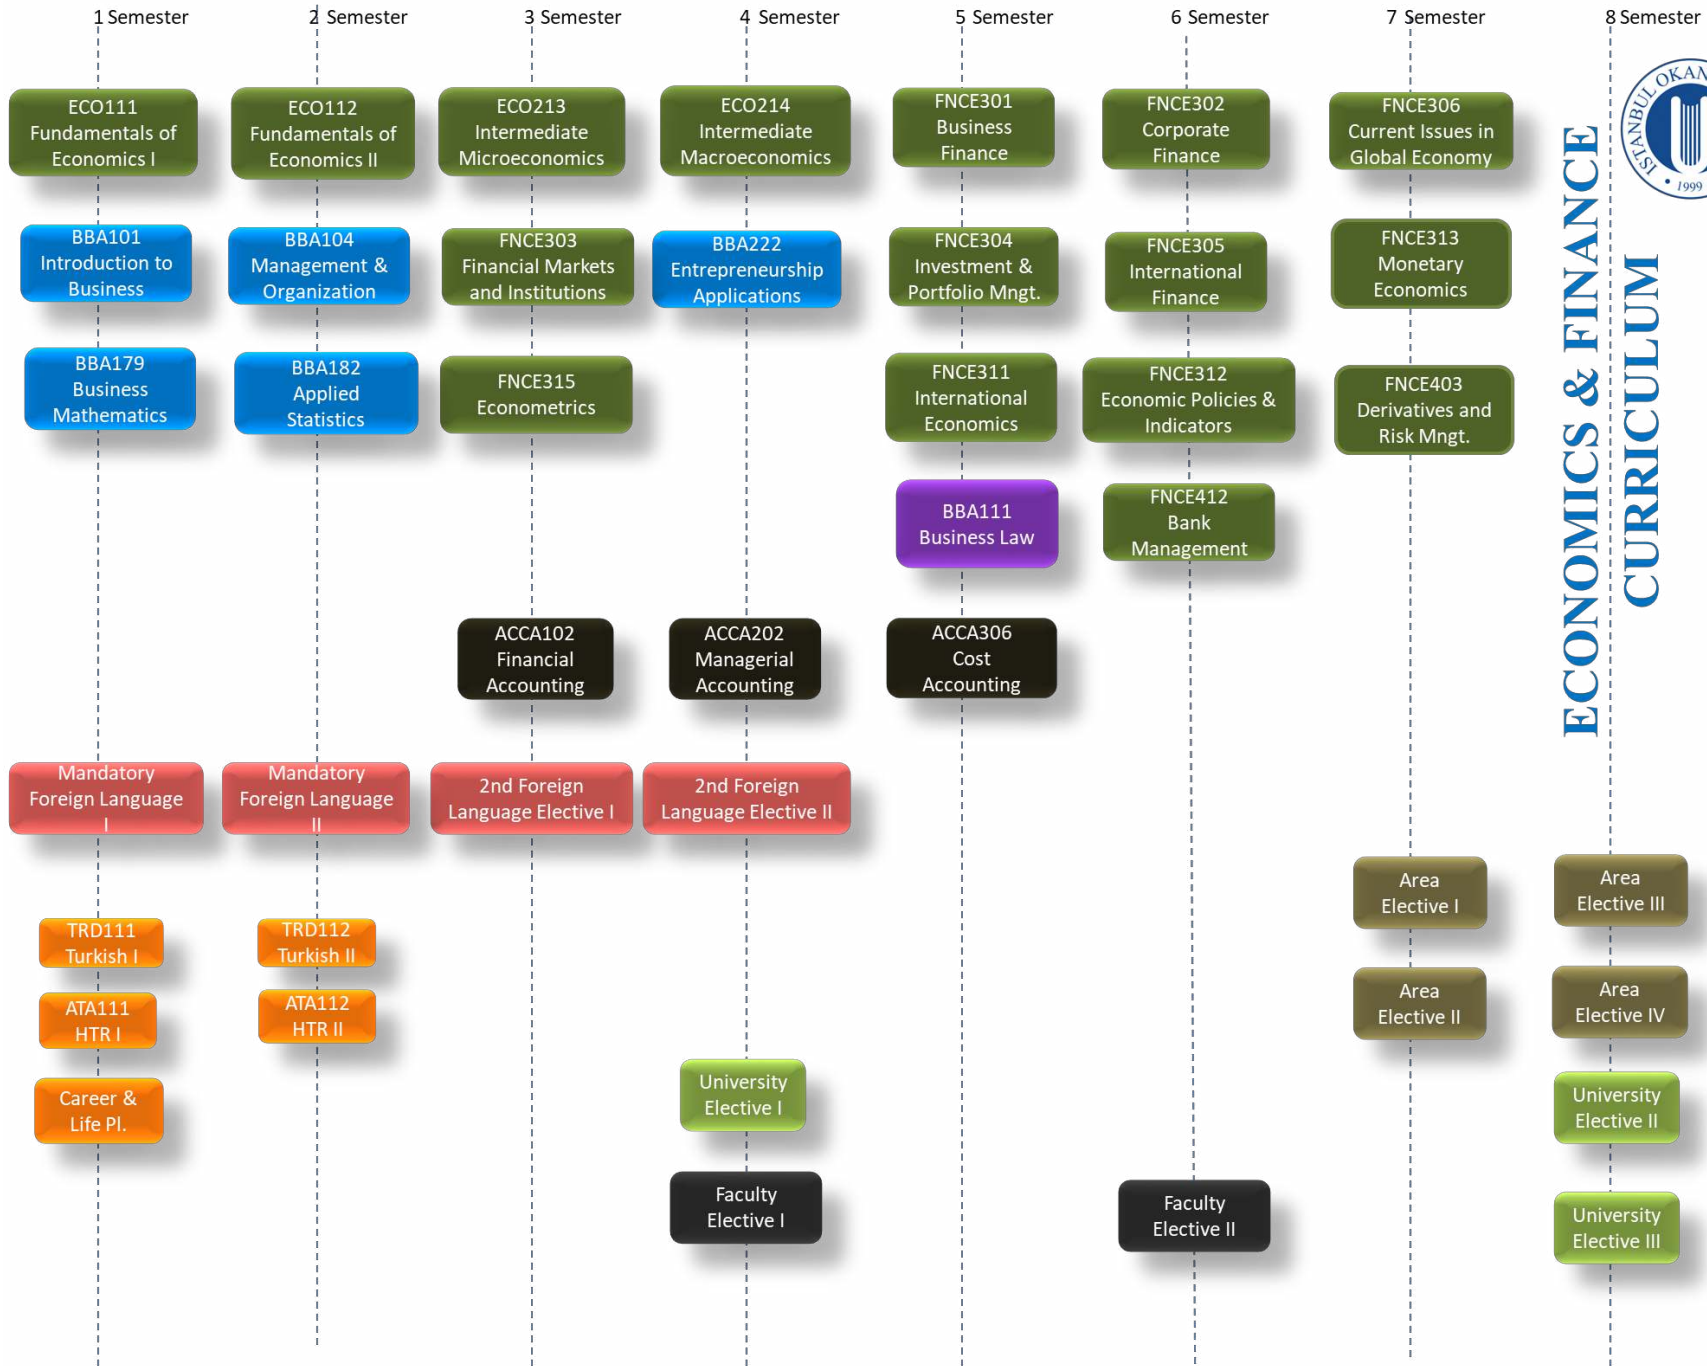 1 Semester
2 Semester
3 Semester
4 Semester
5 Semester
6 Semester
7 Semester
8 Semester
ECO111
Fundamentals of
Economics I
ECO112
Fundamentals of
Economics II
ECO213
Intermediate
Microeconomics
ECO214
Intermediate
Macroeconomics
FNCE301
Business
Finance
FNCE302
Corporate
Finance
FNCE306
Current Issues in
Global Economy
ISTANBUL OKAN
1999
ECONOMICS & FINANCE
CURRICULUM
BBA101
Introduction to
Business
BBA104
Management &
Organization
FNCE303
Financial Markets
and Institutions
BBA222
Entrepreneurship
Applications
FNCE304
Investment &
Portfolio Mngt.
FNCE305
International
Finance
FNCE313
Monetary
Economics
BBA179
Business
Mathematics
BBA182
Applied
Statistics
FNCE315
Econometrics
FNCE311
International
Economics
FNCE312
Economic Policies &
Indicators
FNCE403
Derivatives and
Risk Mngt.
BBA111
Business Law
FNCE412
Bank
Management
ACCA102
Financial
Accounting
ACCA202
Managerial
Accounting
ACCA306
Cost
Accounting
Mandatory
Foreign Language
I
Mandatory
Foreign Language
II
2nd Foreign
Language Elective I
2nd Foreign
Language Elective II
Area
Elective I
Area
Elective III
TRD111
Turkish I
TRD112
Turkish II
ATA111
HTR I
ATA112
HTR II
Area
Elective II
Area
Elective IV
Career &
Life Pl.
University
Elective I
University
Elective II
Faculty
Elective I
Faculty
Elective II
University
Elective III